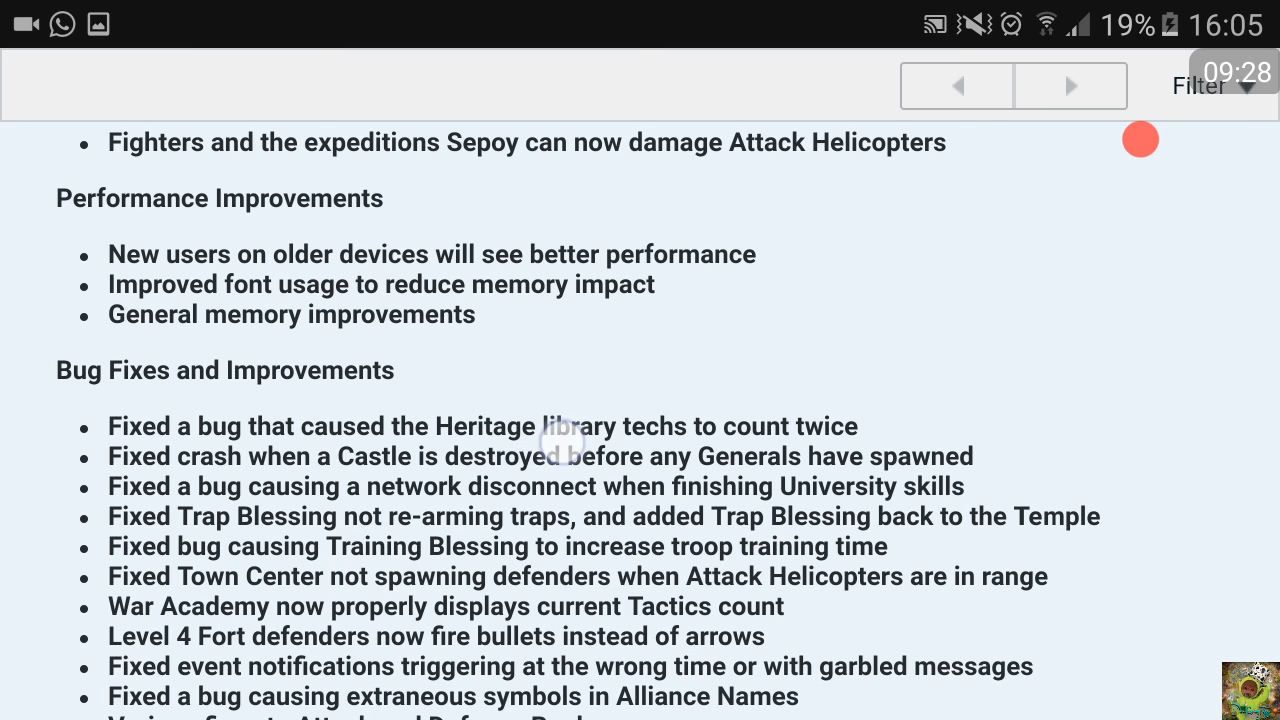 19% 16:05
09:28
Filter
Fighters and the expeditions Sepoy can now damage Attack Helicopters
Performance Improvements
New users on older devices will see better performance
Improved font usage to reduce memory impact
General memory improvements
Bug Fixes and Improvements
Fixed a bug that caused the Heritage library techs to count twice
Fixed crash when a Castle is destroyed before any Generals have spawned
Fixed a bug causing a network disconnect when finishing University skills
Fixed Trap Blessing not re-arming traps, and added Trap Blessing back to the Temple
Fixed bug causing Training Blessing to increase troop training time
Fixed Town Center not spawning defenders when Attack Helicopters are in range
War Academy now properly displays current Tactics count
Level 4 Fort defenders now fire bullets instead of arrows
Fixed event notifications triggering at the wrong time or with garbled messages
Fixed a bug causing extraneous symbols in Alliance Names